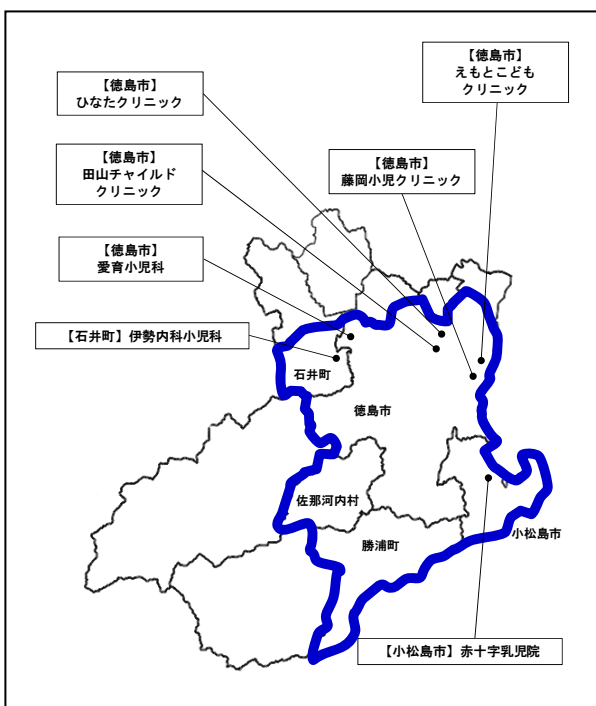 【徳島市】
ひなたクリニック
【徳島市】
えもとこども
クリニック
【徳島市】
田山チャイルド
クリニック
【徳島市】
藤岡小児クリニック
【徳島市】
愛育小児科
【石井町】伊勢内科小児科
石井町
徳島市
佐那河内村
勝浦町
小松島市
【小松島市】赤十字乳児院